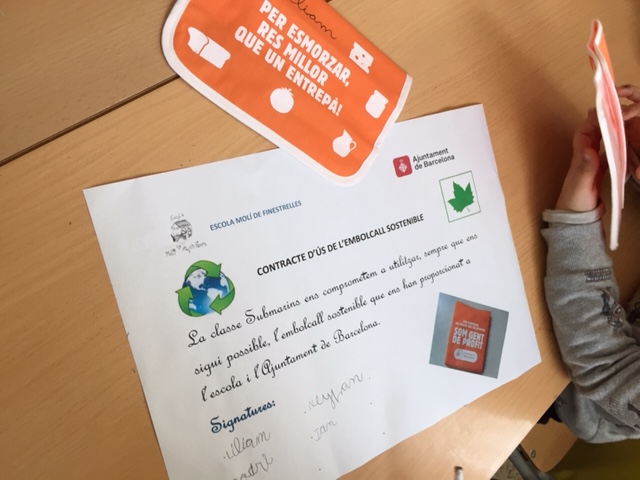 PER ESMORZAR,
RES MILLOR
QUE UN ENTREPÀ!
Ajuntament
de Barcelona
ESCOLA MOLÍ DE FINESTRELLES
CONTRACTE D'ÚS DE L'EMBOLCALL SOSTENIBLE
La classe Submarins ens comprometem a utilitzar, sempre que ens
sigui possible, l'embolcall sostenible que ens han proporcionat a
l'escola i l'Ajuntament de Barcelona.
SOM GENT
DE PROFIT
Signatures: